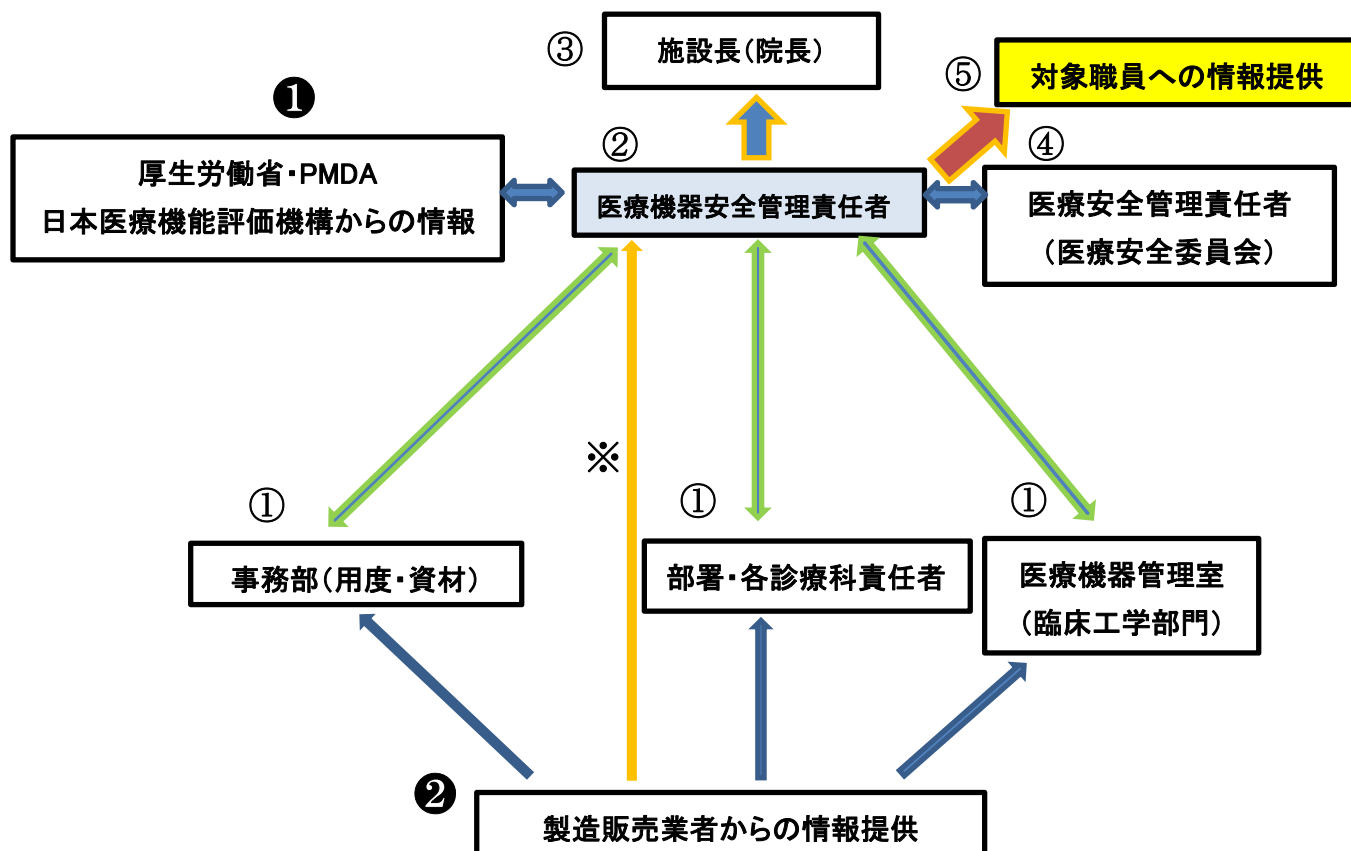 ③
施設長(院長)
⑤
対象職員への情報提供
❶
厚生労働省・PMDA
日本医療機能評価機構からの情報
②
医療機器安全管理責任者
④
医療安全管理責任者
(医療安全委員会)
※
①
事務部(用度・資材)
①
部署・各診療科責任者
①
医療機器管理室
(臨床工学部門)
❷
製造販売業者からの情報提供